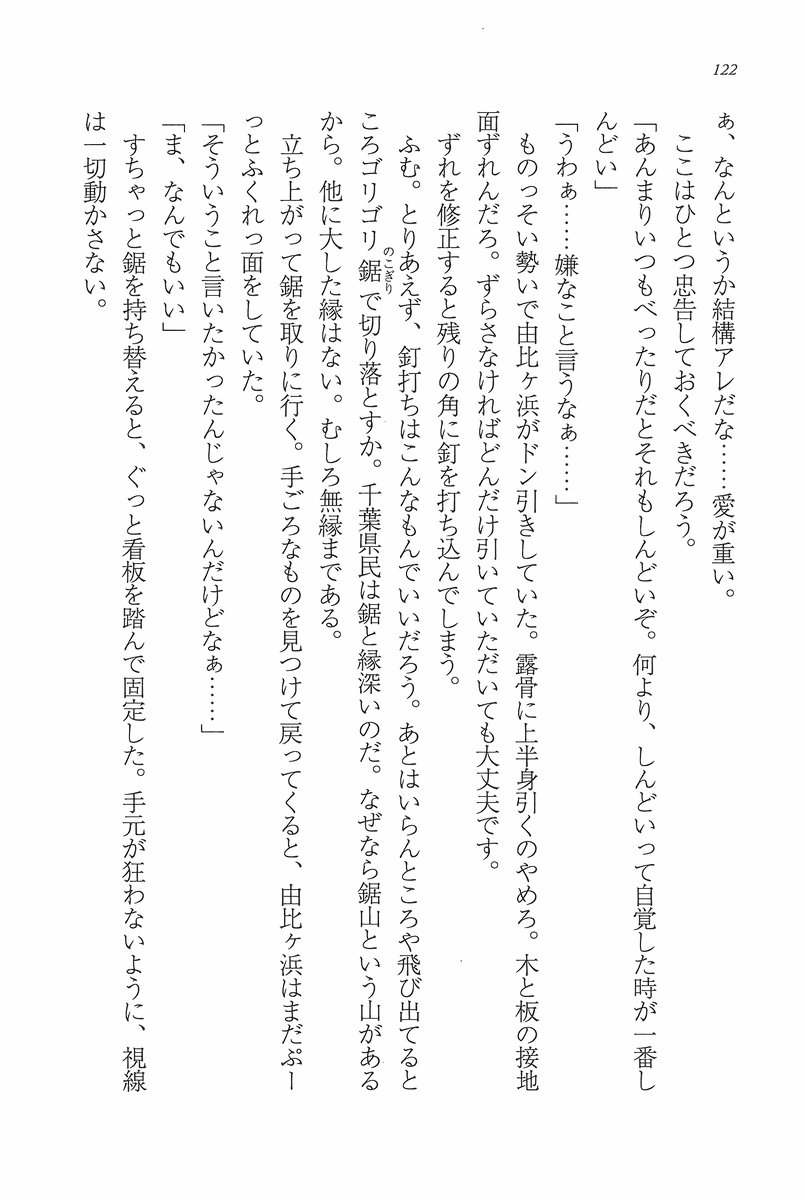 122
ぁ、なんというか結構アレだな……愛が重い。
ここはひとつ忠告しておくべきだろう。
「あんまりいつもべったりだとそれもしんどいぞ。何より、しんどいって自覚した時が一番し
んどい」
「うわぁ……嫌なこと言うなぁ……」
ものっそい勢いで由比ヶ浜がドン引きしていた。露骨に上半身引くのやめろ。木と板の接地
面ずれんだろ。ずらさなければどんだけ引いていただいても大丈夫です。
ずれを修正すると残りの角に釘を打ち込んでしまう。
ふむ。とりあえず、釘打ちはこんなもんでいいだろう。あとはいらんところや飛び出てると
ころゴリゴリ鋸のこぎりで切り落とすか。千葉県民は鋸と縁深いのだ。なぜなら鋸山という山がある
から。他に大した縁はない。むしろ無縁まである。
立ち上がって鋸を取りに行く。手ごろなものを見つけて戻ってくると、由比ヶ浜はまだぷー
っとふくれっ面をしていた。
「そういうこと言いたかったんじゃないんだけどなぁ……」
「ま、なんでもいい」
すちゃっと鋸を持ち替えると、ぐっと看板を踏んで固定した。手元が狂わないように、視線
は一切動かさない。